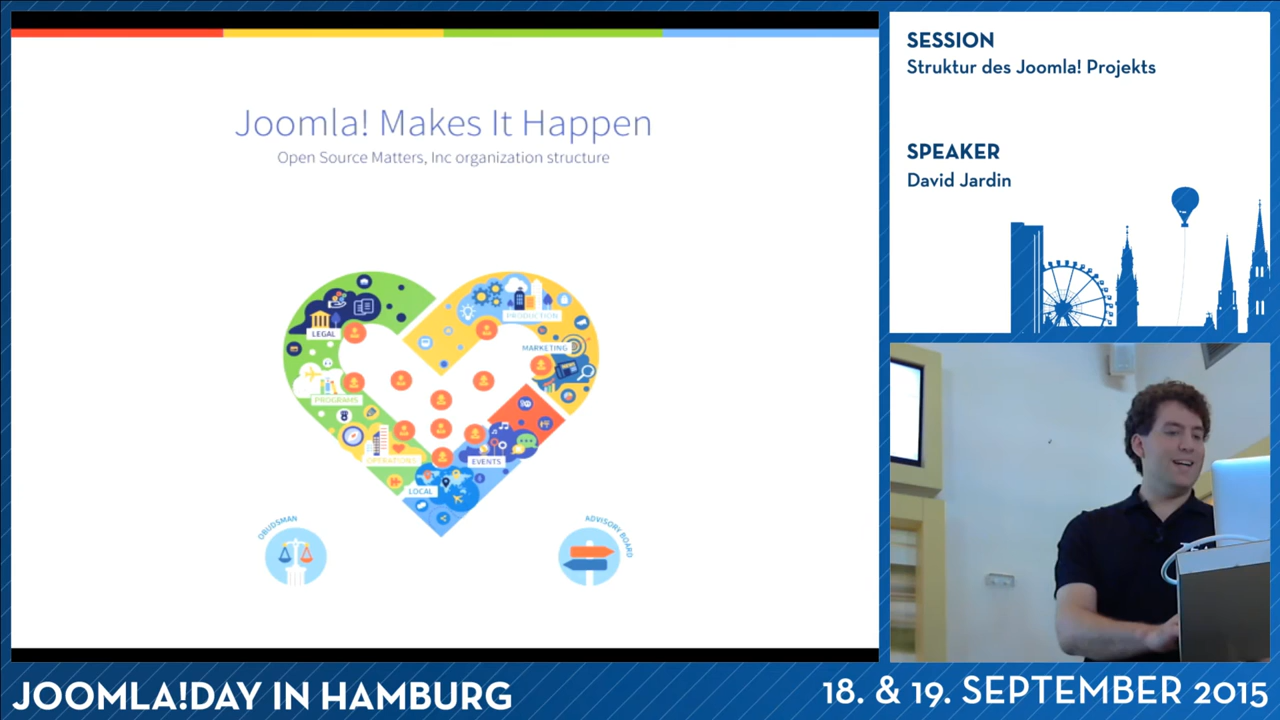 Joomla! Makes It Happen
Open Source Matters, Inc organization structure
LEGAL
PRODUCTION
MARKETING
PROGRAMS
OPERATIONS
EVENTS
LOCAL
OBUDSMAN
ADVISORY BOARD
SESSION
Struktur des Joomla! Projekts
SPEAKER
David Jardin
JOOMLA!DAY IN HAMBURG
18. & 19. SEPTEMBER 2015